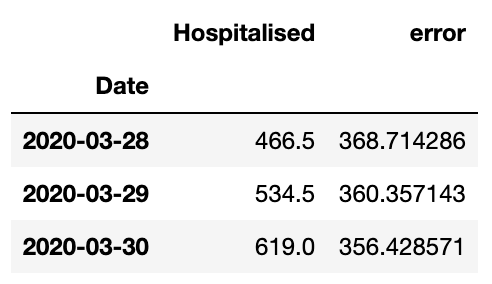 Hospitalised error
Date
2020-03-28 466.5 368.714286
2020-03-29 534.5 360.357143
2020-03-30 619.0 356.428571